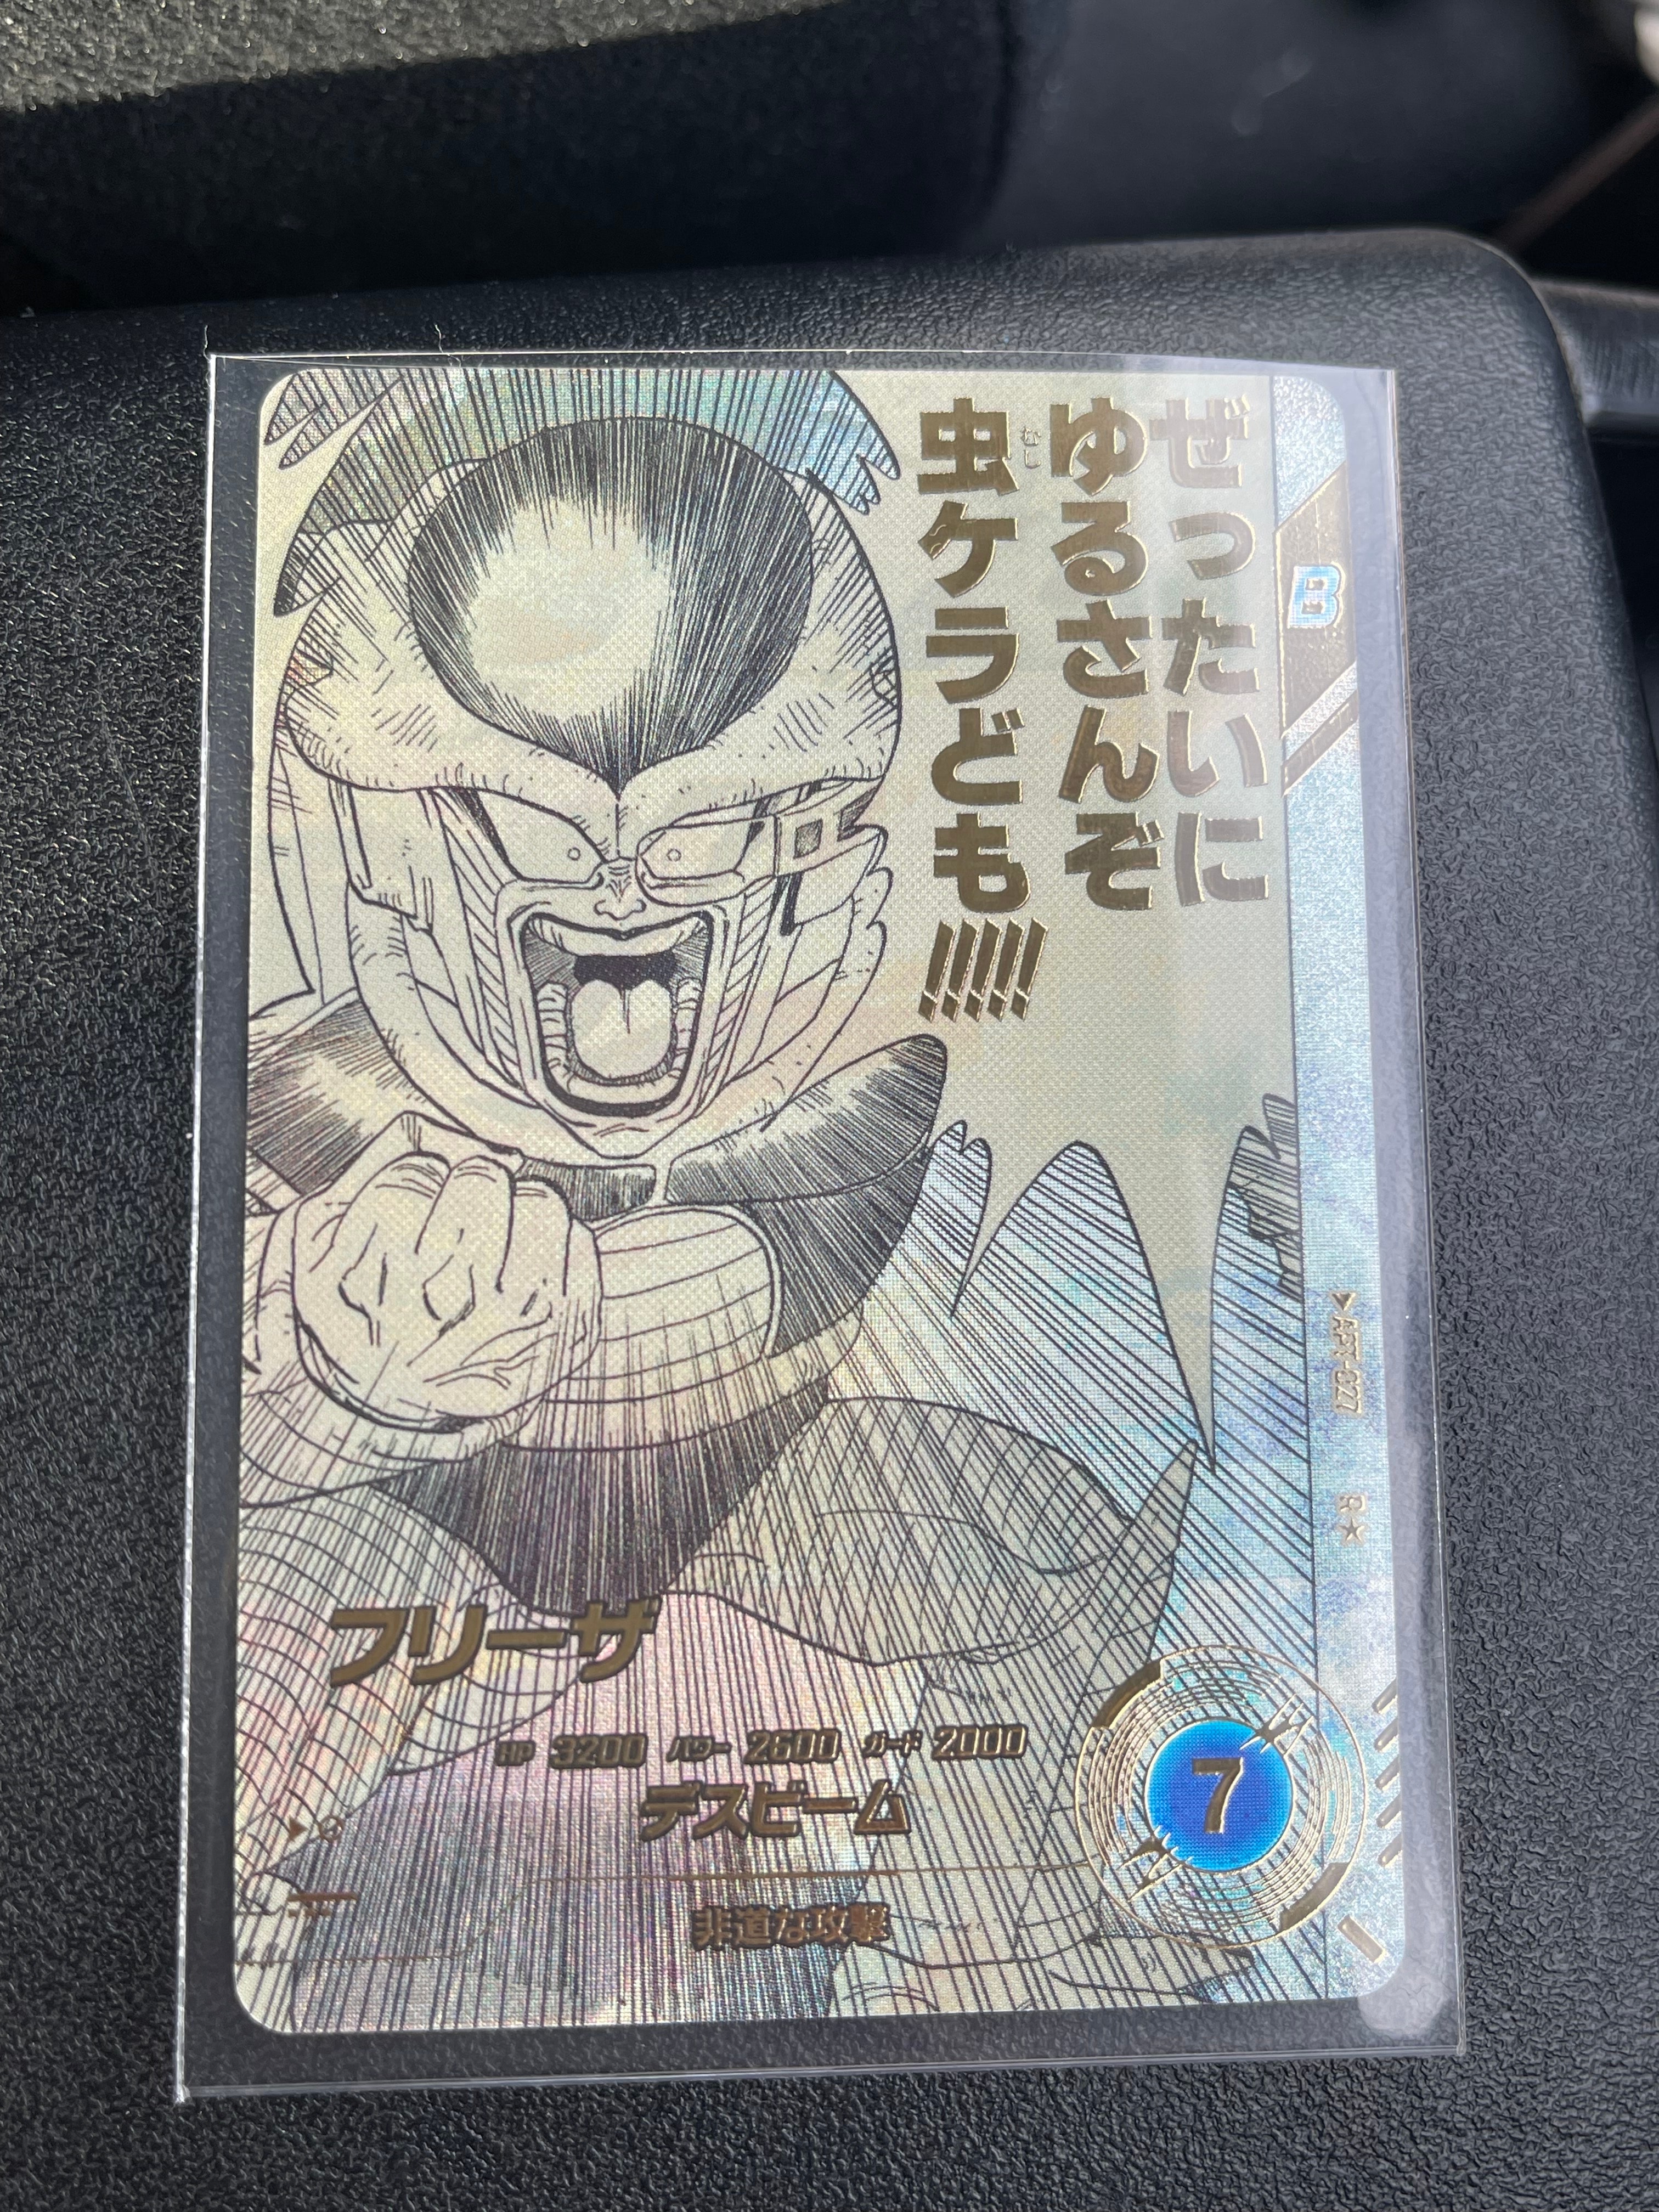 ぜったいに
ゆるさんぞ
虫ケラども!!!!!
むし
B
R★
フリーザ
HP 3200 パワー 2600 ガード 2000
デスビーム
7
非道な攻撃